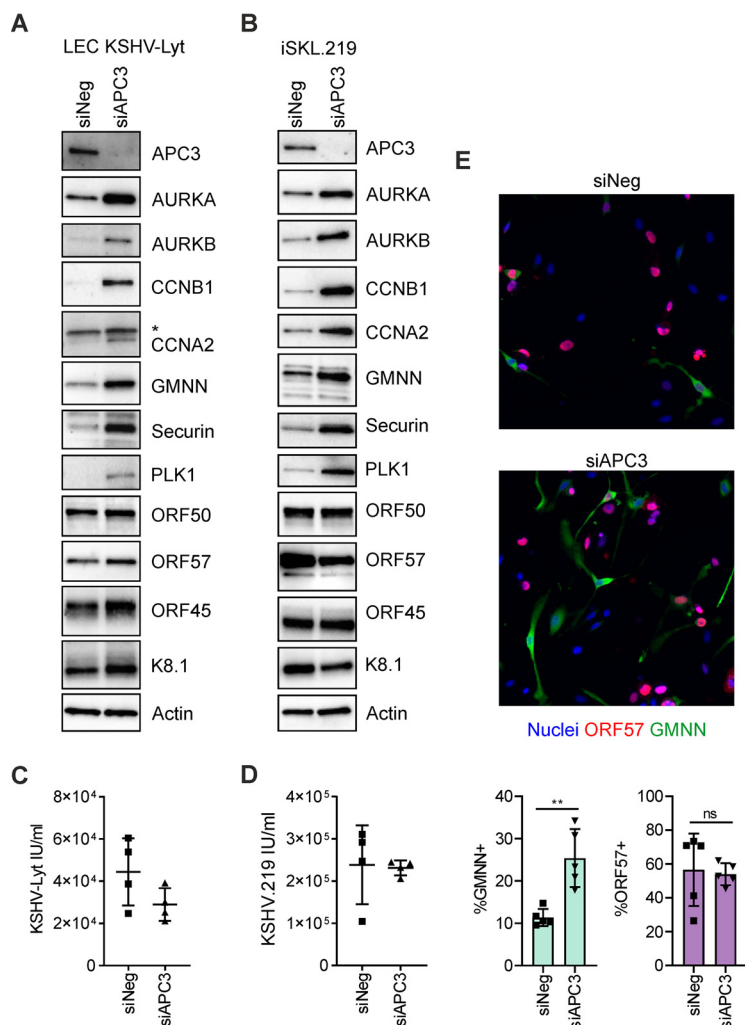 A
LEC KSHV-Lyt
siNeg
siAPC3
APC3
AURKA
AURKB
CCNB1
*
CCNA2
GMNN
Securin
PLK1
ORF50
ORF57
ORF45
K8.1
Actin
B
iSKL.219
siNeg
siAPC3
APC3
AURKA
AURKB
CCNB1
CCNA2
GMNN
Securin
PLK1
ORF50
ORF57
ORF45
K8.1
Actin
E
siNeg
siAPC3
Nuclei ORF57 GMNN
C
KSHV-Lyt IU/ml
8×10⁴
6×10⁴
4×10⁴
2×10⁴
0
siNeg
siAPC3
D
KSHV.219 IU/ml
4×10⁵
3×10⁵
2×10⁵
1×10⁵
0
siNeg
siAPC3
%GMNN+
40
30
20
10
0
**
siNeg
siAPC3
%ORF57+
100
80
60
40
20
0
ns
siNeg
siAPC3